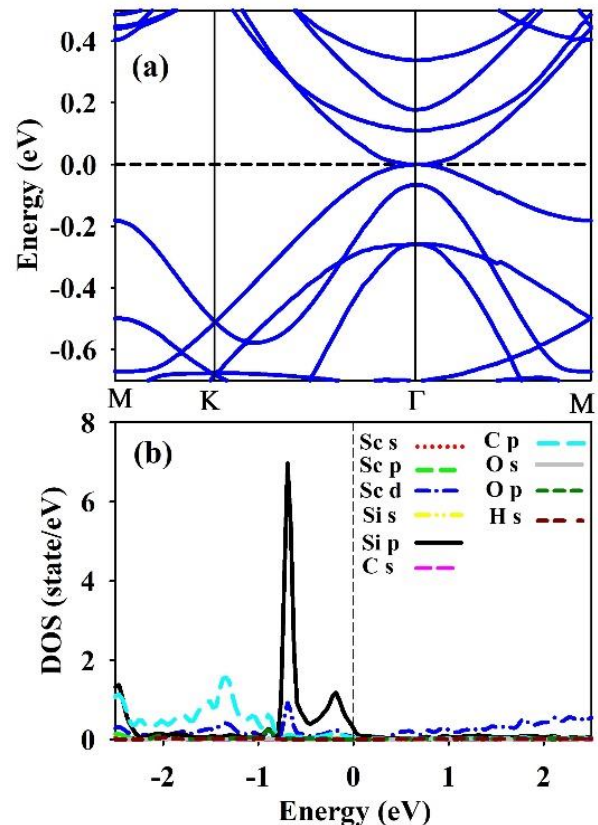 (a)
Energy (eV)
0.4
0.2
0.0
-0.2
-0.4
-0.6
M K Γ M
(b)
DOS (state/eV)
8
6
4
2
0
Sc s
Sc p
Sc d
Si s
Si p
C s
C p
O s
O p
H s
-2 -1 0 1 2
Energy (eV)